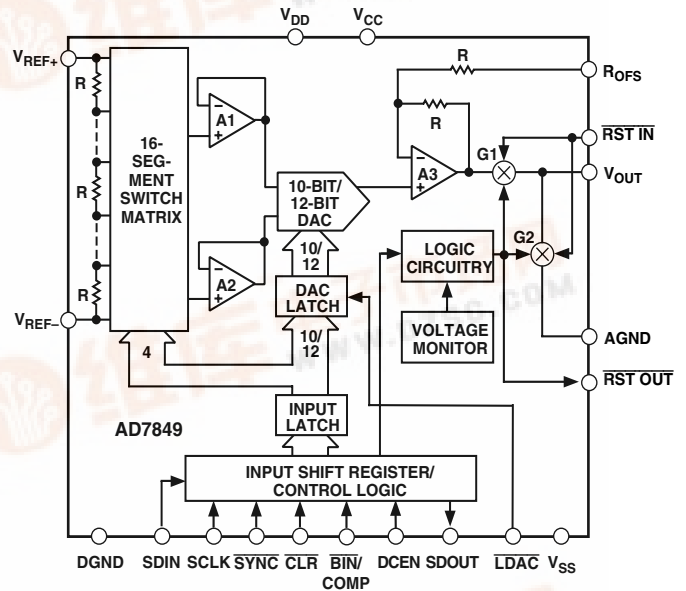 VDD
VCC
VREF+
R
R
R
VREF–
16-
SEG-
MENT
SWITCH
MATRIX
A1
A2
10-BIT/
12-BIT
DAC
10/
12
DAC
LATCH
10/
12
4
INPUT
LATCH
AD7849
R
R
A3
G1
G2
LOGIC
CIRCUITRY
VOLTAGE
MONITOR
ROFS
RST IN
VOUT
AGND
RST OUT
INPUT SHIFT REGISTER/
CONTROL LOGIC
DGND
SDIN
SCLK
SYNC
CLR
BIN/
COMP
DCEN
SDOUT
LDAC
VSS